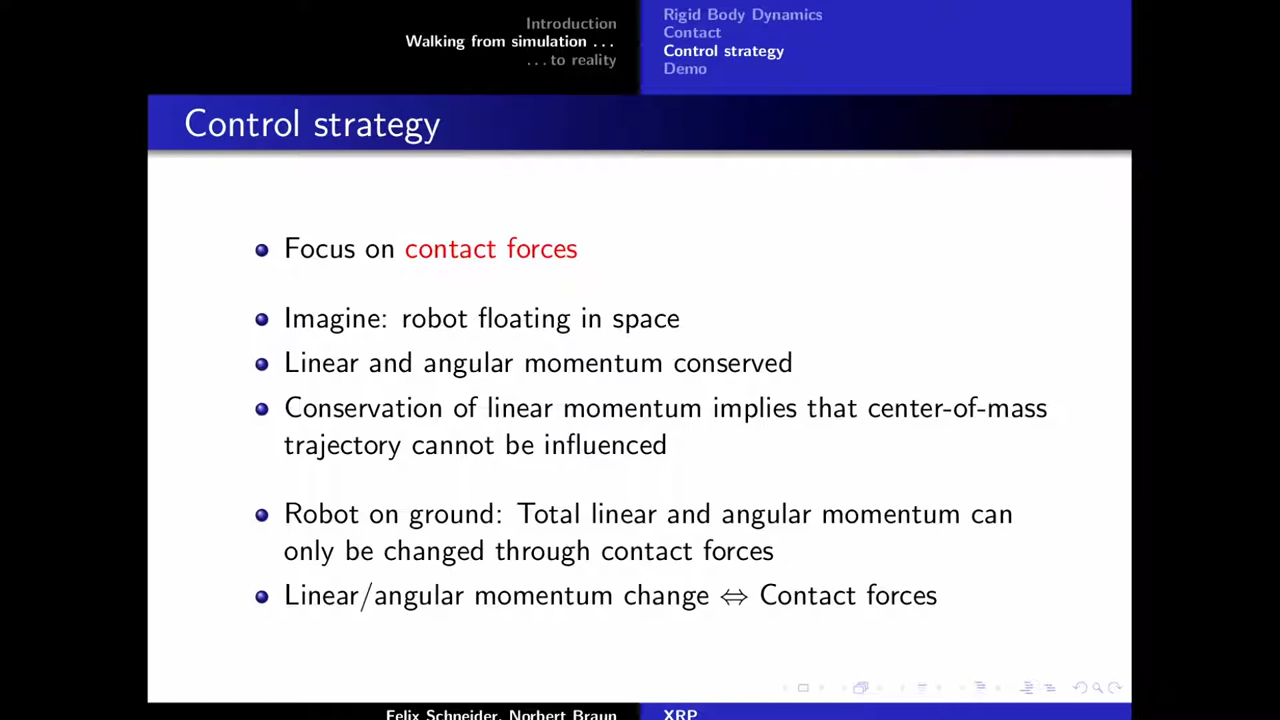 Introduction
Walking from simulation ...
... to reality
Rigid Body Dynamics
Contact
Control strategy
Demo
Control strategy
Focus on contact forces
Imagine: robot floating in space
Linear and angular momentum conserved
Conservation of linear momentum implies that center-of-mass
trajectory cannot be influenced
Robot on ground: Total linear and angular momentum can
only be changed through contact forces
Linear/angular momentum change ⇔ Contact forces
Felix Schneider, Norbert Braun
XRP